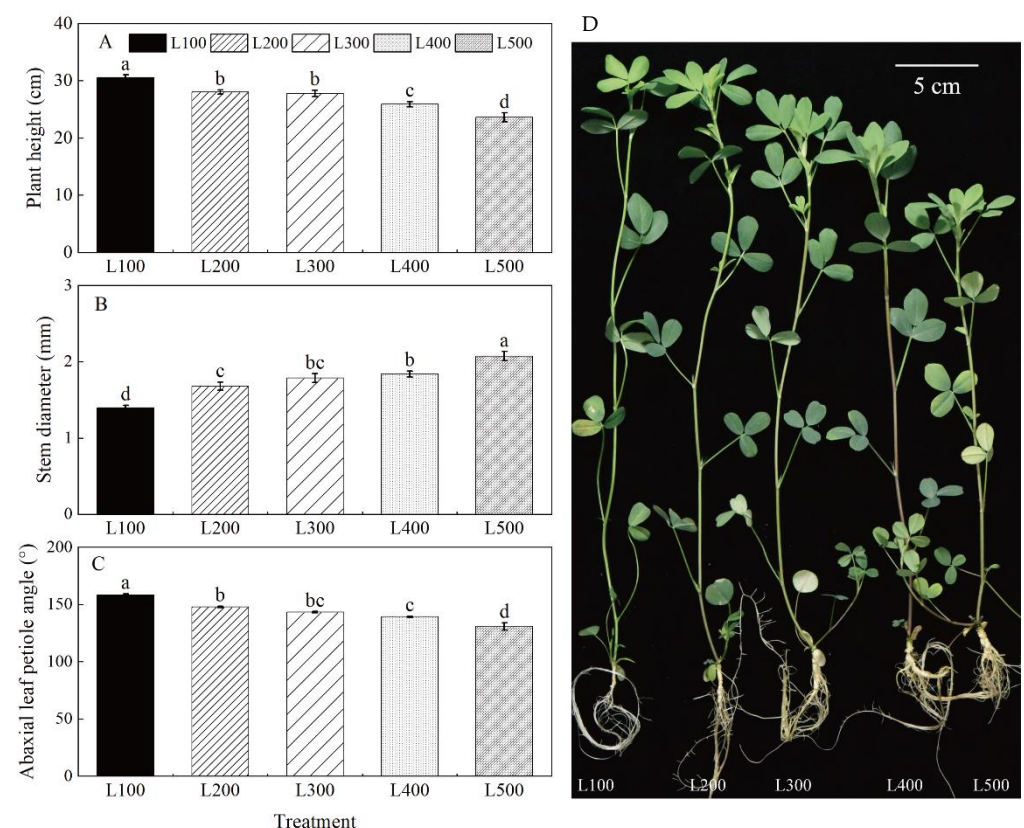 A
L100 L200 L300 L400 L500
40
30
20
10
0
Plant height (cm)
a b b c d
L100 L200 L300 L400 L500
B
3
2
1
0
Stem diameter (mm)
d c bc b a
L100 L200 L300 L400 L500
C
200
150
100
50
0
Abaxial leaf petiole angle (°)
a b bc c d
L100 L200 L300 L400 L500
Treatment
D
5 cm
L100 L200 L300 L400 L500